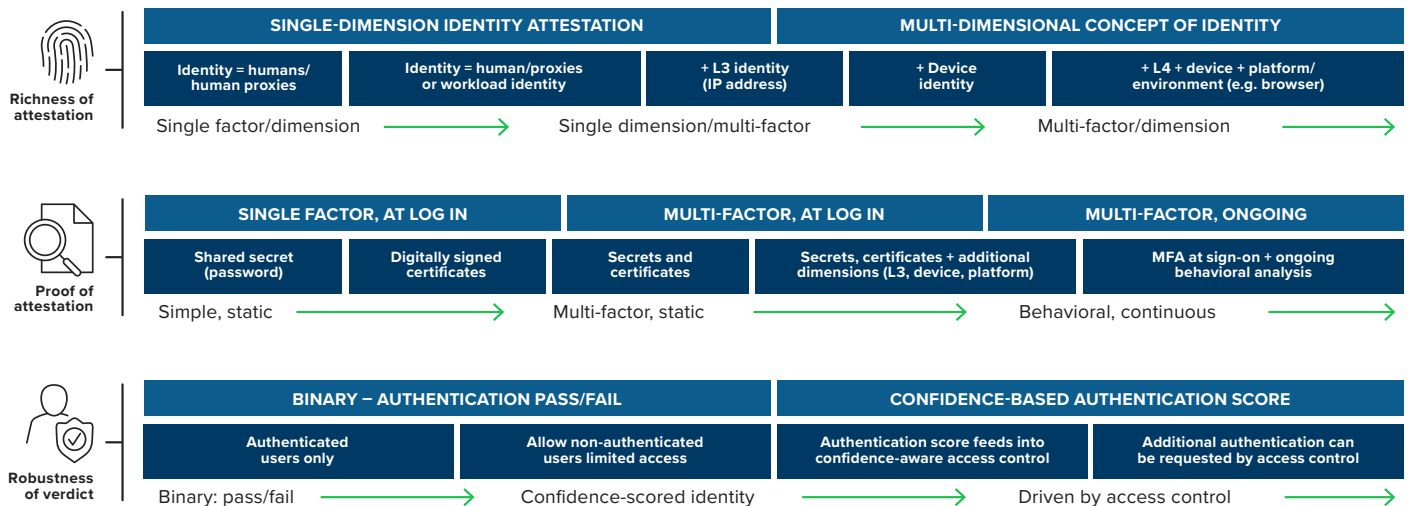 SINGLE-DIMENSION IDENTITY ATTESTATION
MULTI-DIMENSIONAL CONCEPT OF IDENTITY
Richness of
attestation
Identity = humans/
human proxies
Identity = human/proxies
or workload identity
+ L3 identity
(IP address)
+ Device
identity
+ L4 + device + platform/
environment (e.g. browser)
Single factor/dimension
Single dimension/multi-factor
Multi-factor/dimension
SINGLE FACTOR, AT LOG IN
MULTI-FACTOR, AT LOG IN
MULTI-FACTOR, ONGOING
Proof of
attestation
Shared secret
(password)
Digitally signed
certificates
Secrets and
certificates
Secrets, certificates + additional
dimensions (L3, device, platform)
MFA at sign-on + ongoing
behavioral analysis
Simple, static
Multi-factor, static
Behavioral, continuous
BINARY – AUTHENTICATION PASS/FAIL
CONFIDENCE-BASED AUTHENTICATION SCORE
Robustness
of verdict
Authenticated
users only
Allow non-authenticated
users limited access
Authentication score feeds into
confidence-aware access control
Additional authentication can
be requested by access control
Binary: pass/fail
Confidence-scored identity
Driven by access control